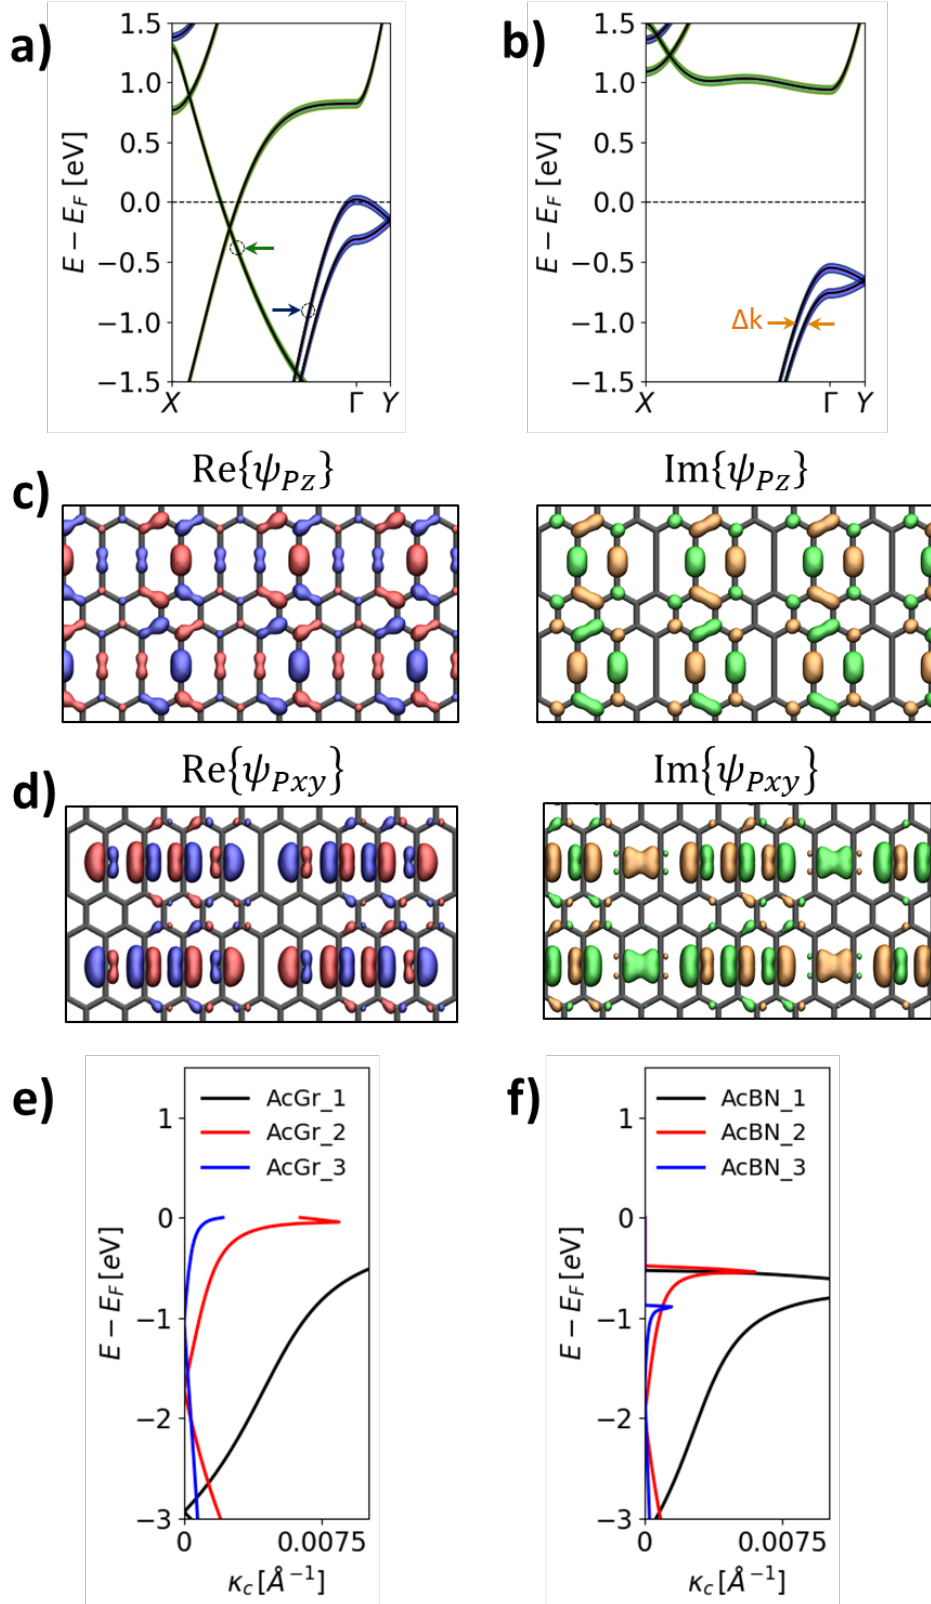 a)
1.5
1.0
0.5
0.0
−0.5
−1.0
−1.5
E − E_F [eV]
X
Γ
Y
b)
1.5
1.0
0.5
0.0
−0.5
−1.0
−1.5
E − E_F [eV]
Δk
X
Γ
Y
c)
Re{ψ_Pz}
Im{ψ_Pz}
d)
Re{ψ_Pxy}
Im{ψ_Pxy}
e)
AcGr_1
AcGr_2
AcGr_3
1
0
−1
−2
−3
E − E_F [eV]
0
0.0075
κ_c [Å⁻¹]
f)
AcBN_1
AcBN_2
AcBN_3
1
0
−1
−2
−3
E − E_F [eV]
0
0.0075
κ_c [Å⁻¹]